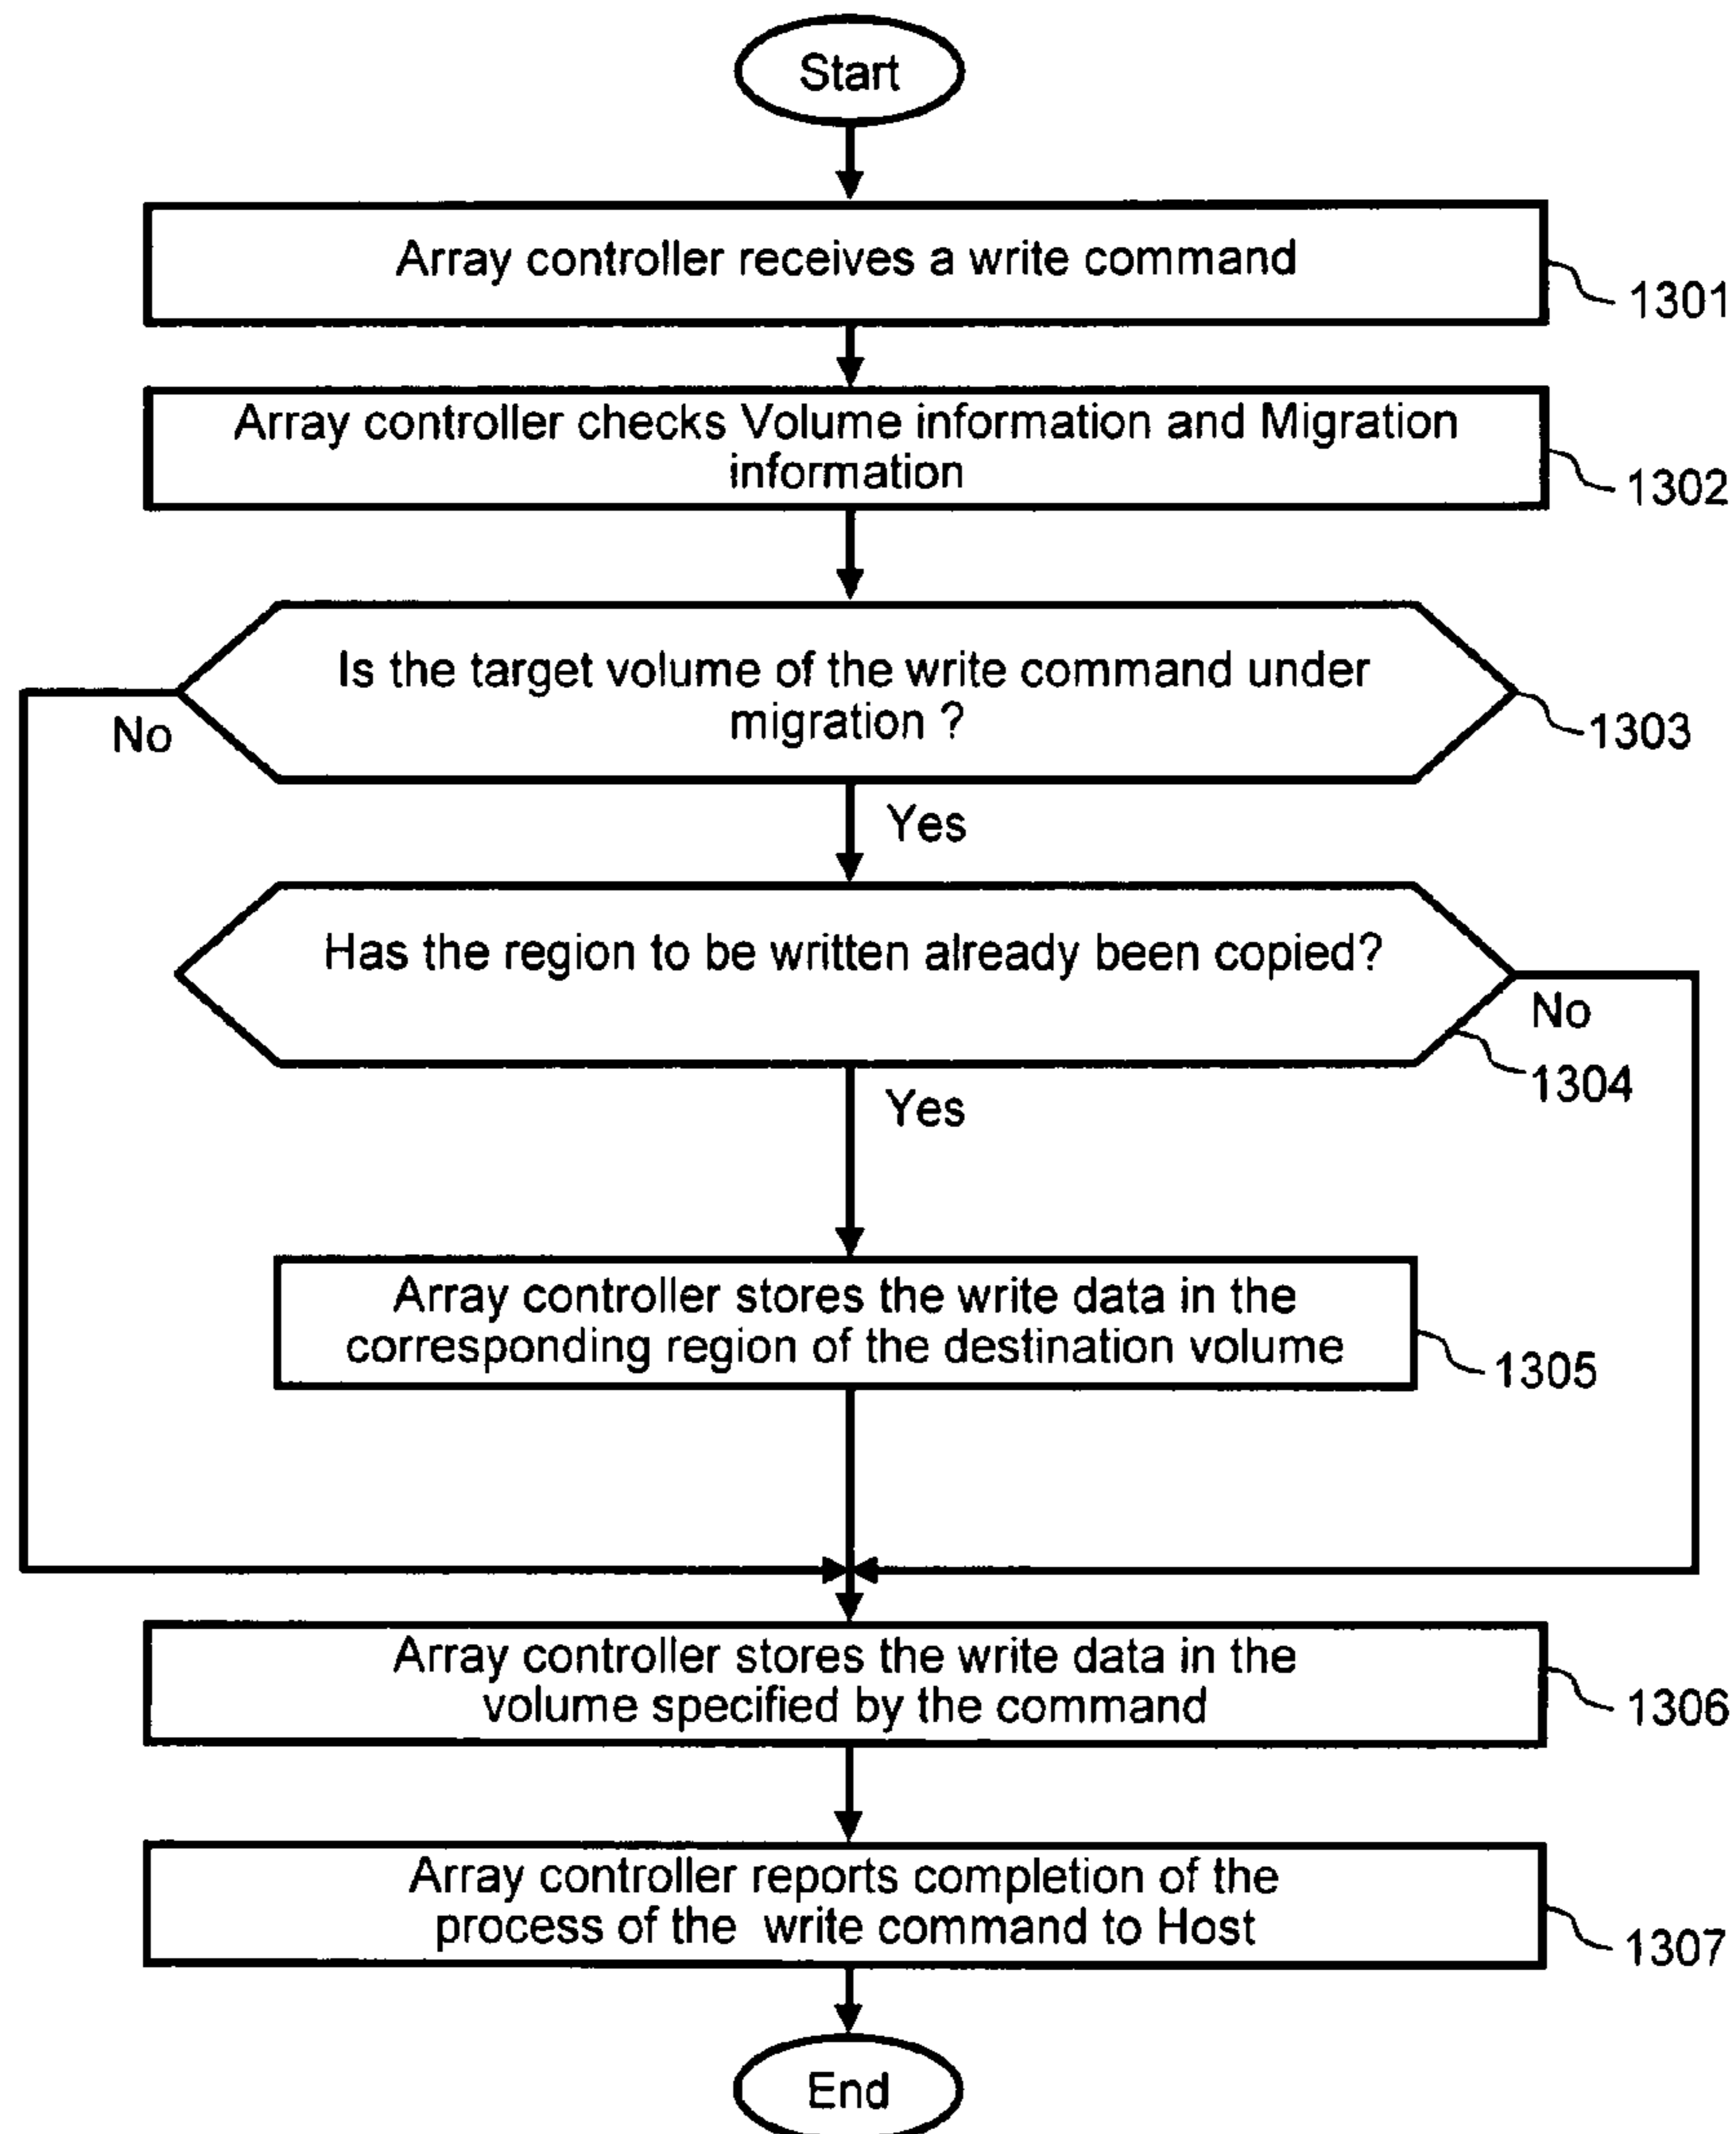 Start
Array controller receives a write command
1301
Array controller checks Volume information and Migration
information
1302
Is the target volume of the write command under
migration ?
1303
No
Yes
Has the region to be written already been copied?
No
1304
Yes
Array controller stores the write data in the
corresponding region of the destination volume
1305
Array controller stores the write data in the
volume specified by the command
1306
Array controller reports completion of the
process of the write command to Host
1307
End